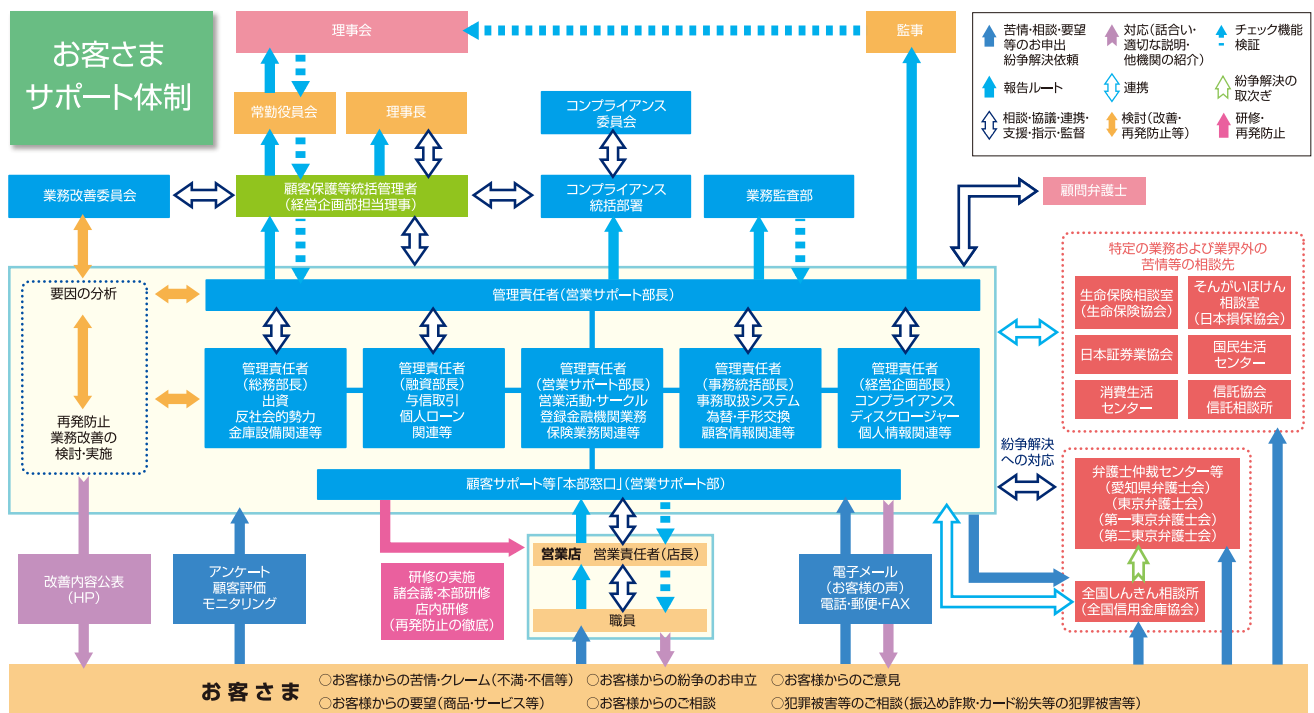 お客さま
サポート体制
理事会
監事
常勤役員会
理事長
コンプライアンス
委員会
苦情・相談・要望
等のお申出
紛争解決依頼
対応(話合い・
適切な説明・
他機関の紹介)
チェック機能
検証
報告ルート
連携
紛争解決の
取次ぎ
相談・協議・連携・
支援・指示・監督
検討(改善・
再発防止等)
研修・
再発防止
業務改善委員会
顧客保護等統括管理者
(経営企画部担当理事)
コンプライアンス
統括部署
業務監査部
顧問弁護士
要因の分析
再発防止
業務改善の
検討・実施
管理責任者(営業サポート部長)
管理責任者
(総務部長)
出資
反社会的勢力
金庫設備関連等
管理責任者
(融資部長)
与信取引
個人ローン
関連等
管理責任者
(営業サポート部長)
営業活動・サークル
登録金融機関業務
保険業務関連等
管理責任者
(事務統括部長)
事務取扱システム
為替・手形交換
顧客情報関連等
管理責任者
(経営企画部長)
コンプライアンス
ディスクロージャー
個人情報関連等
顧客サポート等「本部窓口」(営業サポート部)
特定の業務および業界外の
苦情等の相談先
生命保険相談室
(生命保険協会)
そんがいほけん
相談室
(日本損保協会)
日本証券業協会
国民生活
センター
消費生活
センター
信託協会
信託相談所
紛争解決
への対応
弁護士仲裁センター等
(愛知県弁護士会)
(東京弁護士会)
(第一東京弁護士会)
(第二東京弁護士会)
全国しんきん相談所
(全国信用金庫協会)
改善内容公表
(HP)
アンケート
顧客評価
モニタリング
研修の実施
諸会議・本部研修
店内研修
(再発防止の徹底)
営業店 営業責任者(店長)
職員
電子メール
(お客様の声)
電話・郵便・FAX
お客さま
○お客様からの苦情・クレーム(不満・不信等) ○お客様からの紛争のお申立 ○お客様からのご意見
○お客様からの要望(商品・サービス等) ○お客様からのご相談 ○犯罪被害等のご相談(振込め詐欺・カード紛失等の犯罪被害等)